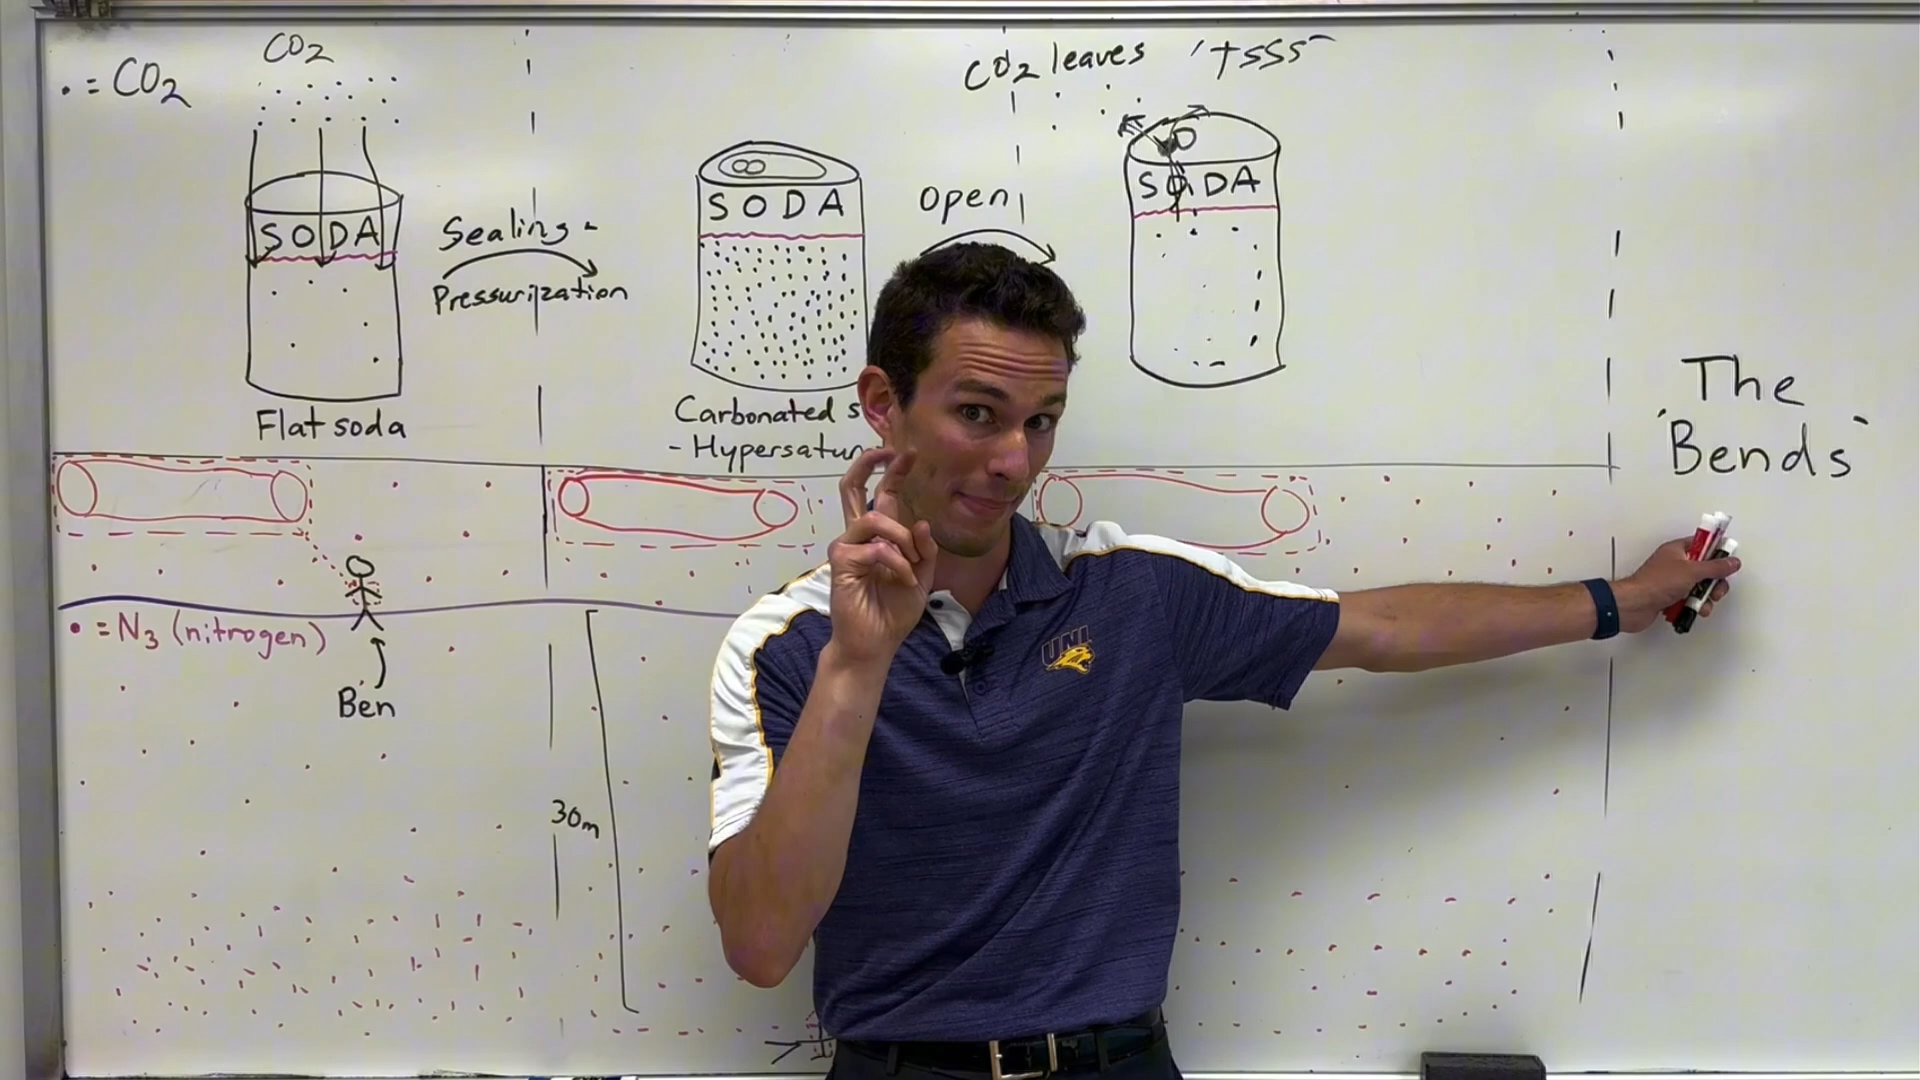 • = CO2
CO2
SODA
Flat soda
Sealing -
Pressurization
SODA
Carbonated s
- Hypersatur
Open
CO2 leaves "tsss"
SODA
The
"Bends"
• = N3 (nitrogen)
Ben
30m
UNI